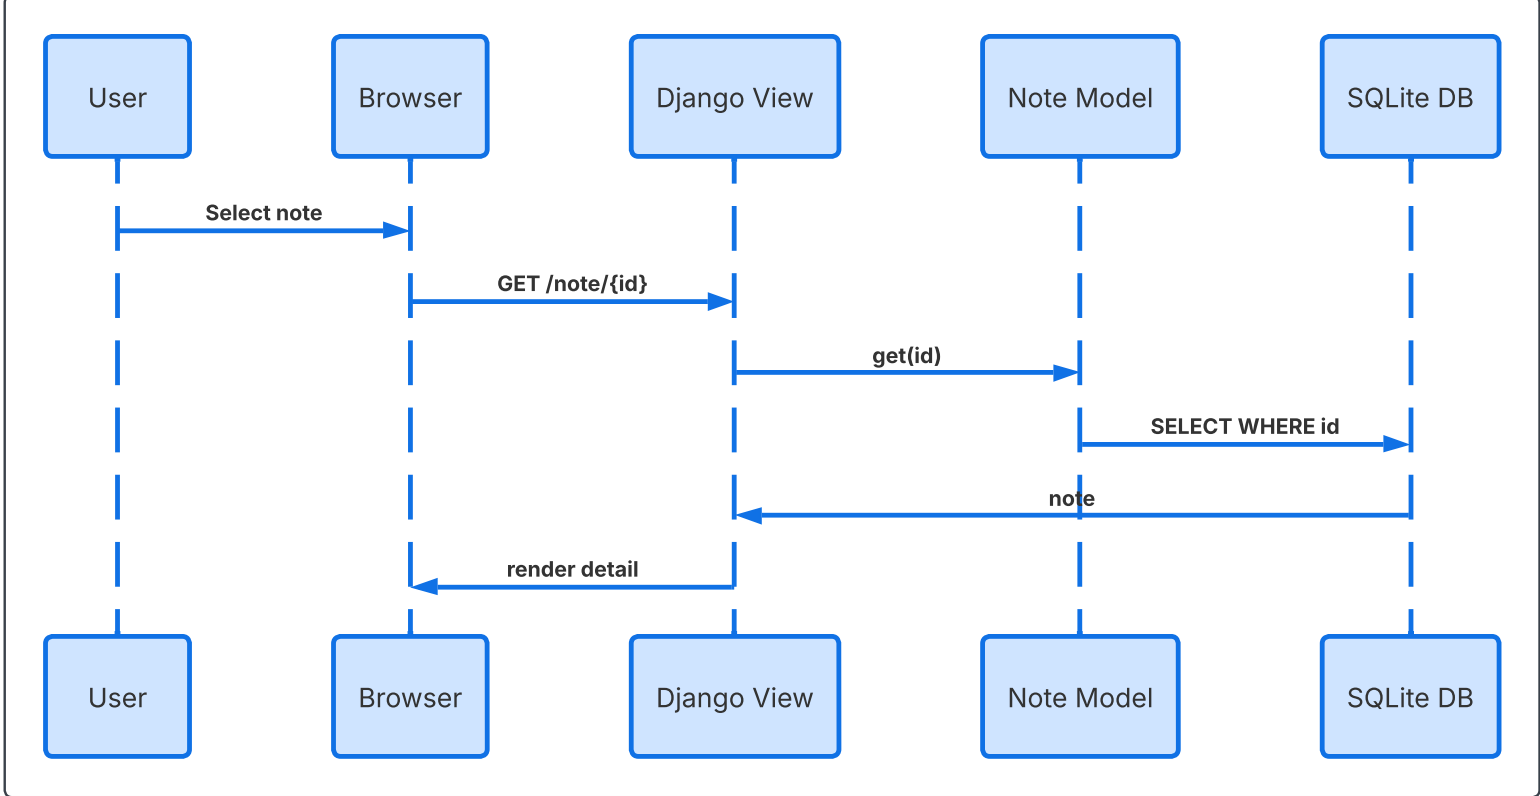 User
Browser
Django View
Note Model
SQLite DB
Select note
GET /note/{id}
get(id)
SELECT WHERE id
note
render detail
User
Browser
Django View
Note Model
SQLite DB